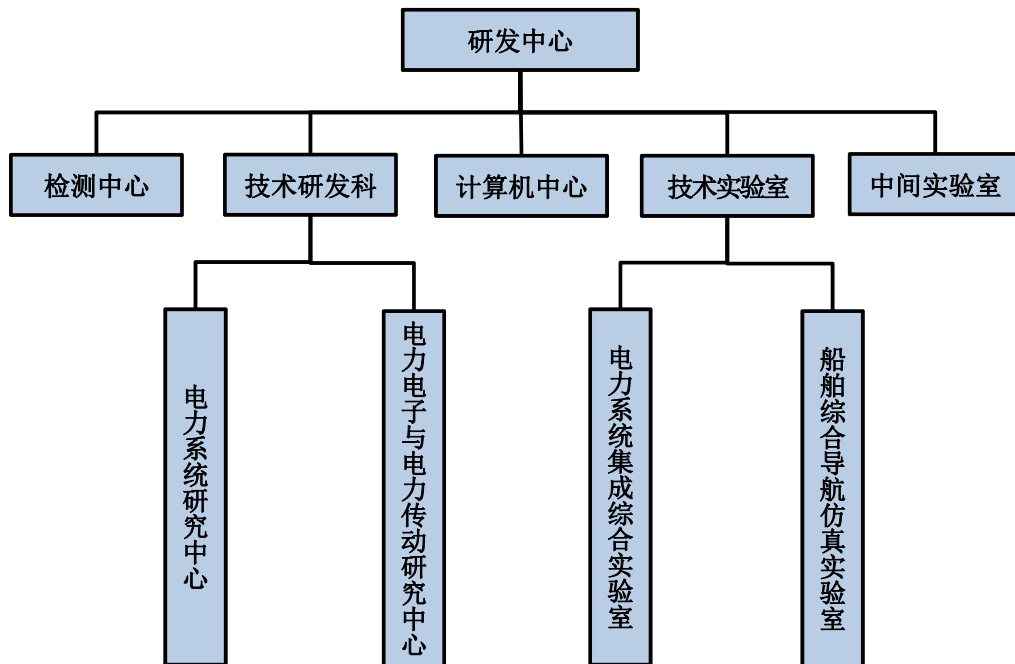 研发中心
检测中心
技术研发科
计算机中心
技术实验室
中间实验室
电力系统研究中心
电力电子与电力传动研究中心
电力系统集成综合实验室
船舶综合导航仿真实验室